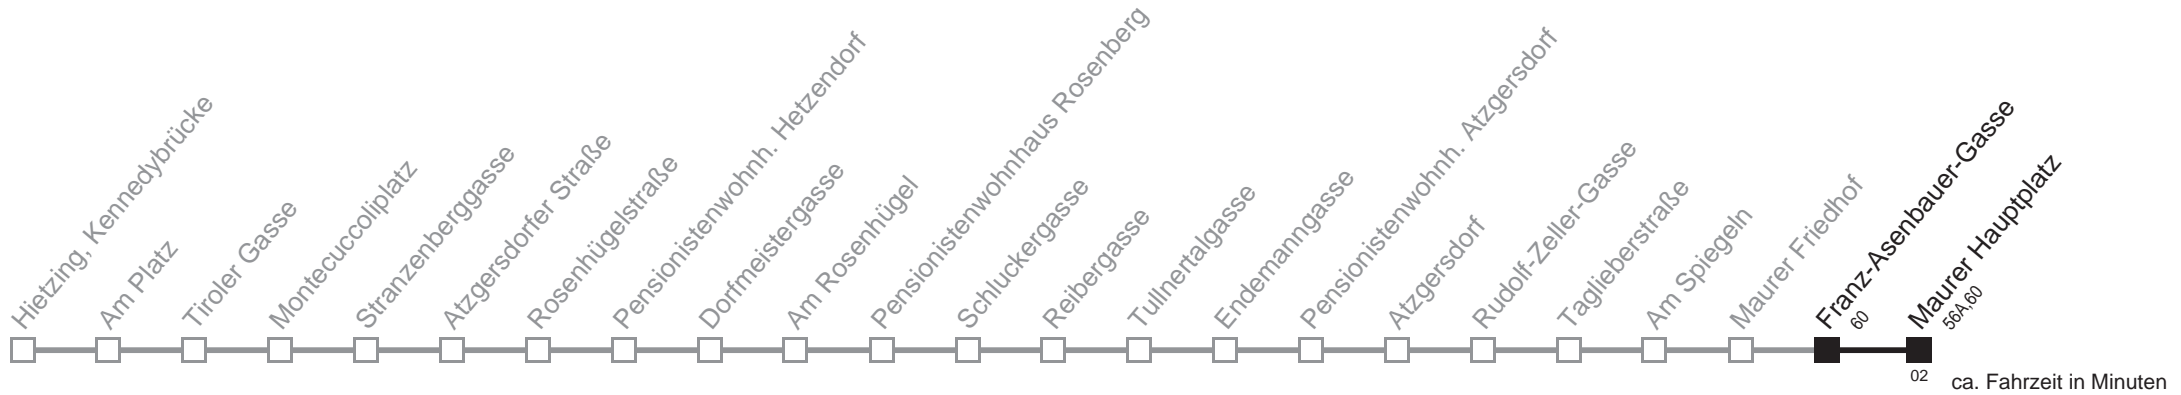 Hietzing, Kennedybrücke
Am Platz
Tiroler Gasse
Montecuccoliplatz
Stranzenberggasse
Atzgersdorfer Straße
Rosenhügelstraße
Pensionistenwohnh. Hetzendorf
Dorfmeistergasse
Am Rosenhügel
Pensionistenwohnhaus Rosenberg
Schluckergasse
Reibergasse
Tullnertalgasse
Endemanngasse
Pensionistenwohnh. Atzgersdorf
Atzgersdorf
Rudolf-Zeller-Gasse
Taglieberstraße
Am Spiegeln
Maurer Friedhof
Franz-Asenbauer-Gasse
60
Maurer Hauptplatz
56A,60
02
ca. Fahrzeit in Minuten